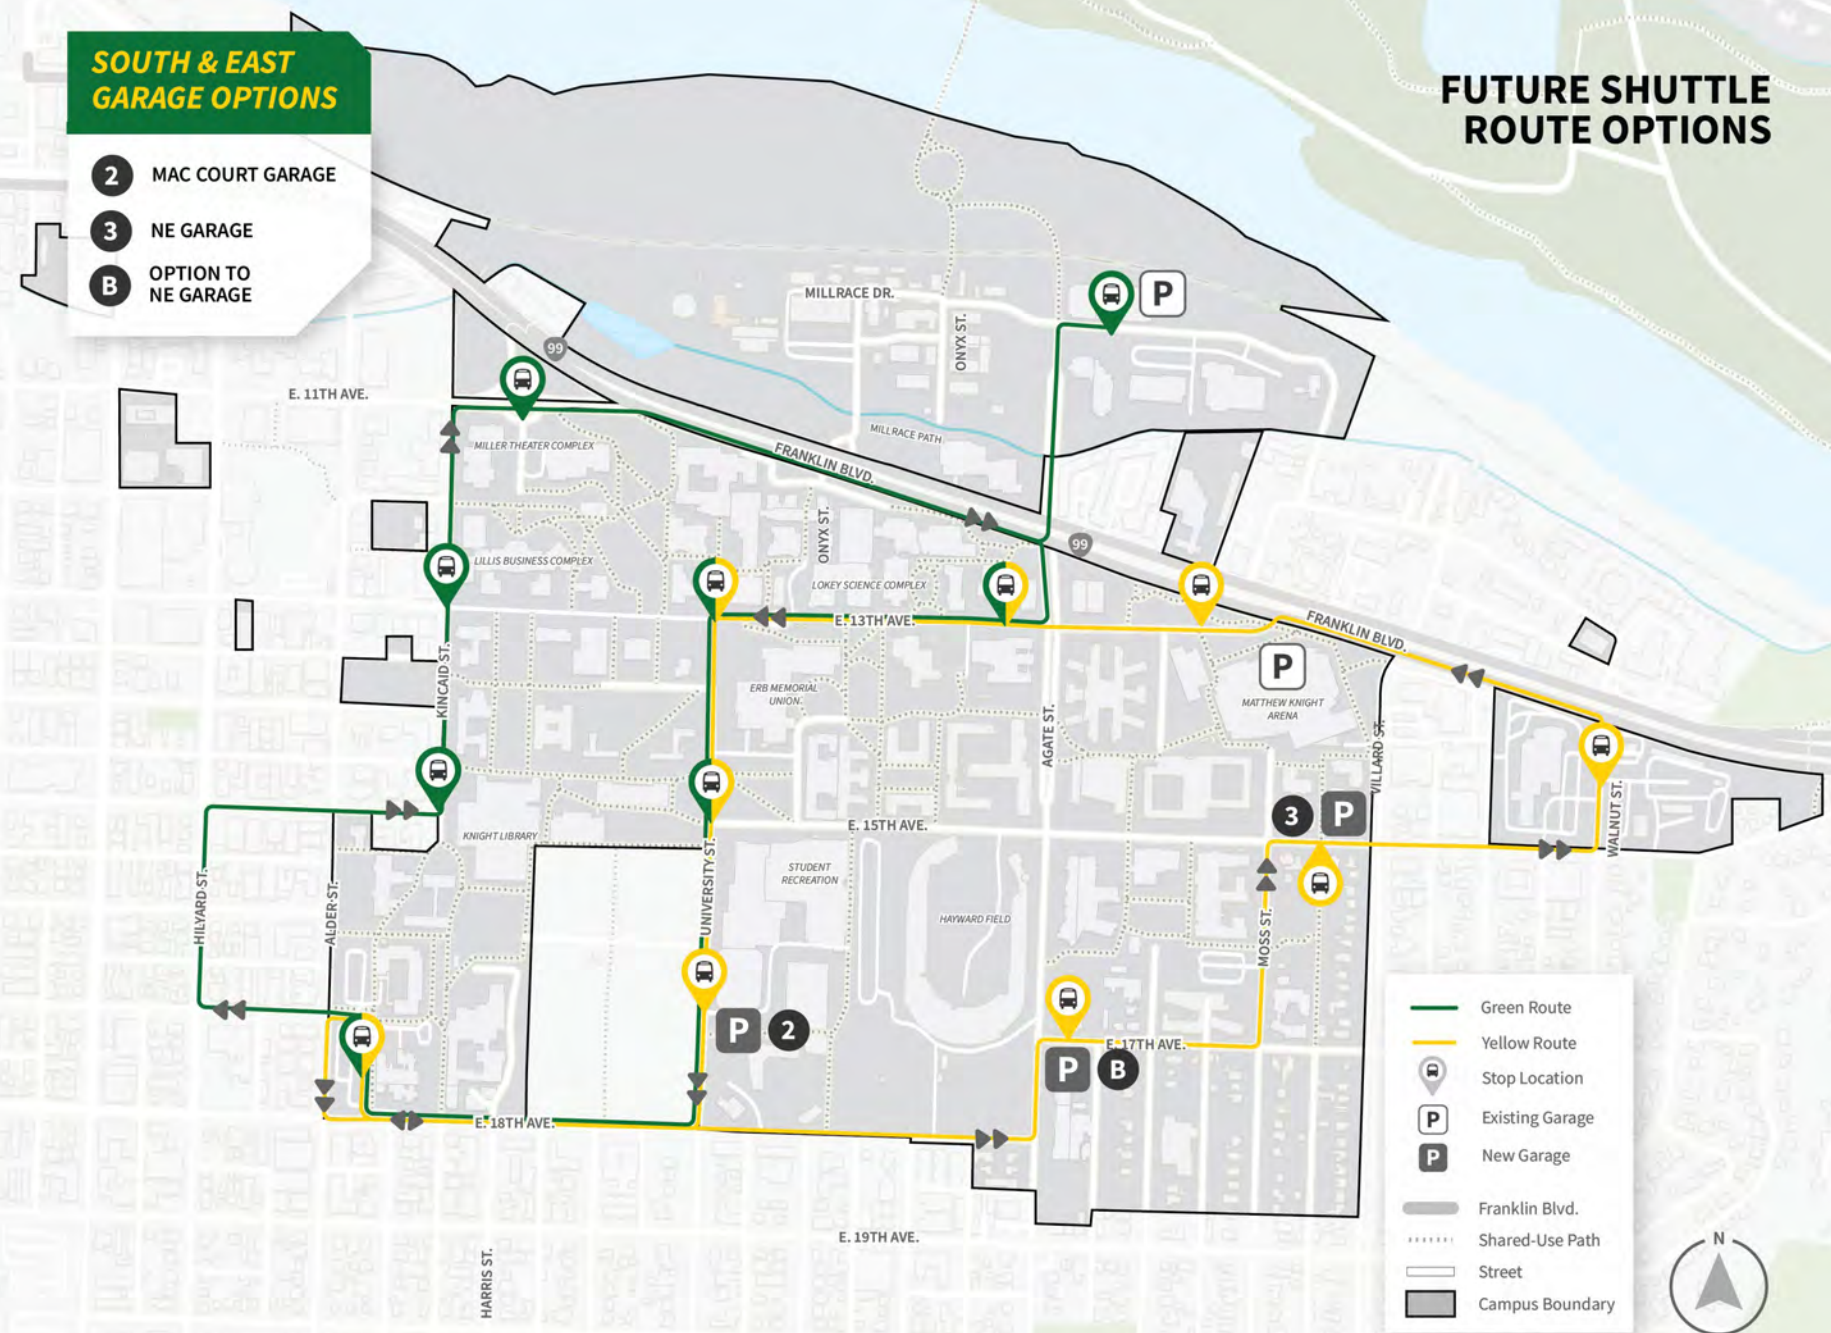 SOUTH & EAST
GARAGE OPTIONS
2 MAC COURT GARAGE
3 NE GARAGE
B OPTION TO
NE GARAGE
FUTURE SHUTTLE
ROUTE OPTIONS
P
MILLRACE DR.
ONYX ST.
99
E. 11TH AVE.
MILLER THEATER COMPLEX
MILLRACE PATH
FRANKLIN BLVD.
ONYX ST.
99
LILLIS BUSINESS COMPLEX
LOKEY SCIENCE COMPLEX
E. 13TH AVE.
FRANKLIN BLVD.
KINCAID ST.
ERB MEMORIAL
UNION
P
MATTHEW KNIGHT
ARENA
AGATE ST.
VILLARD ST.
WALNUT ST.
3 P
KNIGHT LIBRARY
E. 15TH AVE.
STUDENT
RECREATION
HILYARD ST.
ALDER ST.
UNIVERSITY ST.
HAYWARD FIELD
MOSS ST.
P 2
E. 17TH AVE.
P B
E. 18TH AVE.
E. 19TH AVE.
HARRIS ST.
Green Route
Yellow Route
Stop Location
P Existing Garage
P New Garage
Franklin Blvd.
Shared-Use Path
Street
Campus Boundary
N